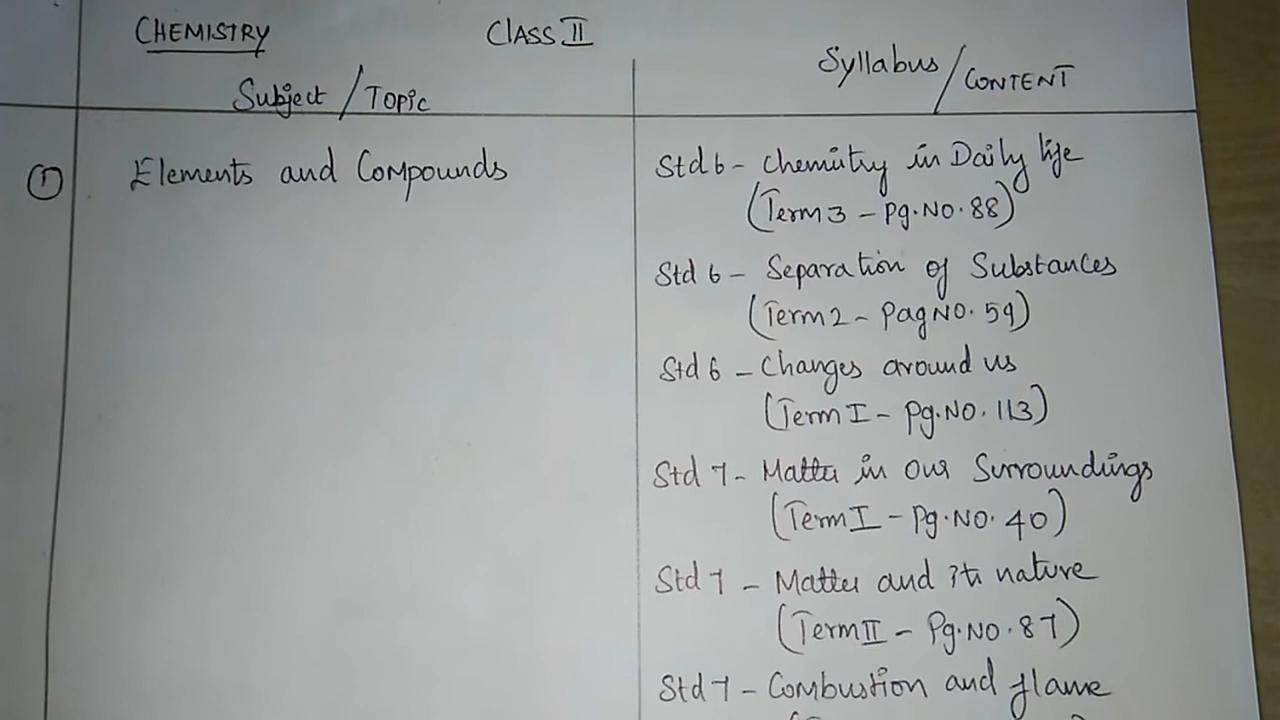 CHEMISTRY CLASS II
Subject / Topic
Syllabus / CONTENT
① Elements and Compounds
Std 6 - Chemistry in Daily life
(Term 3 - Pg.No. 88)
Std 6 - Separation of Substances
(Term 2 - Pag No. 59)
Std 6 - Changes around us
(Term I - Pg.No. 113)
Std 7 - Matter in our Surroundings
(Term I - Pg.No. 40)
Std 7 - Matter and its nature
(Term II - Pg.No. 87)
Std 7 - Combustion and flame